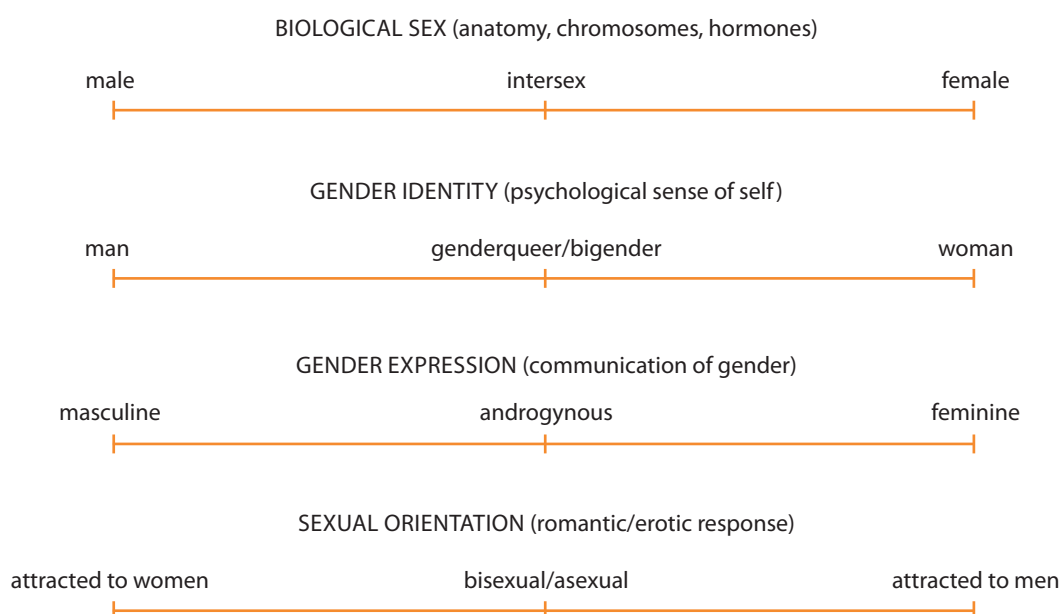 BIOLOGICAL SEX (anatomy, chromosomes, hormones)
male intersex female
GENDER IDENTITY (psychological sense of self)
man genderqueer/bigender woman
GENDER EXPRESSION (communication of gender)
masculine androgynous feminine
SEXUAL ORIENTATION (romantic/erotic response)
attracted to women bisexual/asexual attracted to men